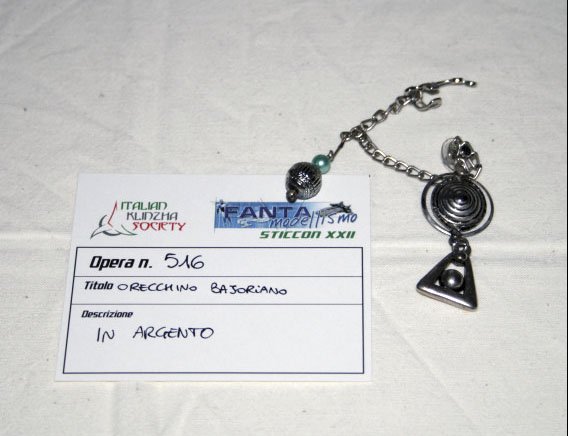 ITALIAN
KLINZHA
SOCIETY
FANTA
modellismo
STICCON XXII
Opera n. 516
Titolo ORECCHINO BAJORIANO
Descrizione
IN ARGENTO